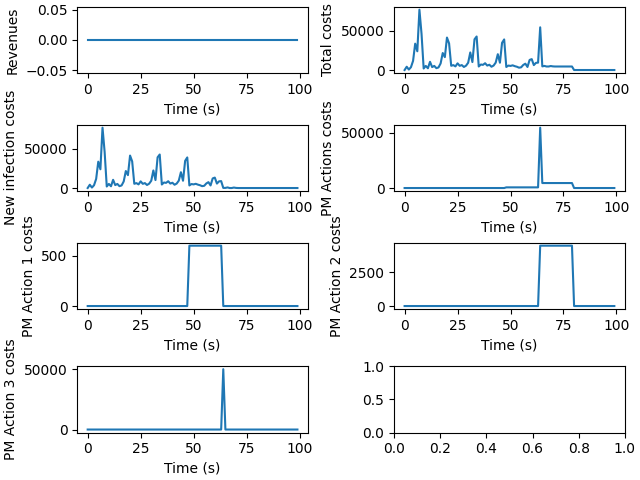 Revenues
0.05
0.00
−0.05
0 25 50 75 100
Time (s)
Total costs
50000
0
0 25 50 75 100
Time (s)
New infection costs
50000
0
0 25 50 75 100
Time (s)
PM Actions costs
50000
0
0 25 50 75 100
Time (s)
PM Action 1 costs
500
0
0 25 50 75 100
Time (s)
PM Action 2 costs
2500
0
0 25 50 75 100
Time (s)
PM Action 3 costs
50000
0
0 25 50 75 100
Time (s)
1.0
0.5
0.0
0.0 0.2 0.4 0.6 0.8 1.0